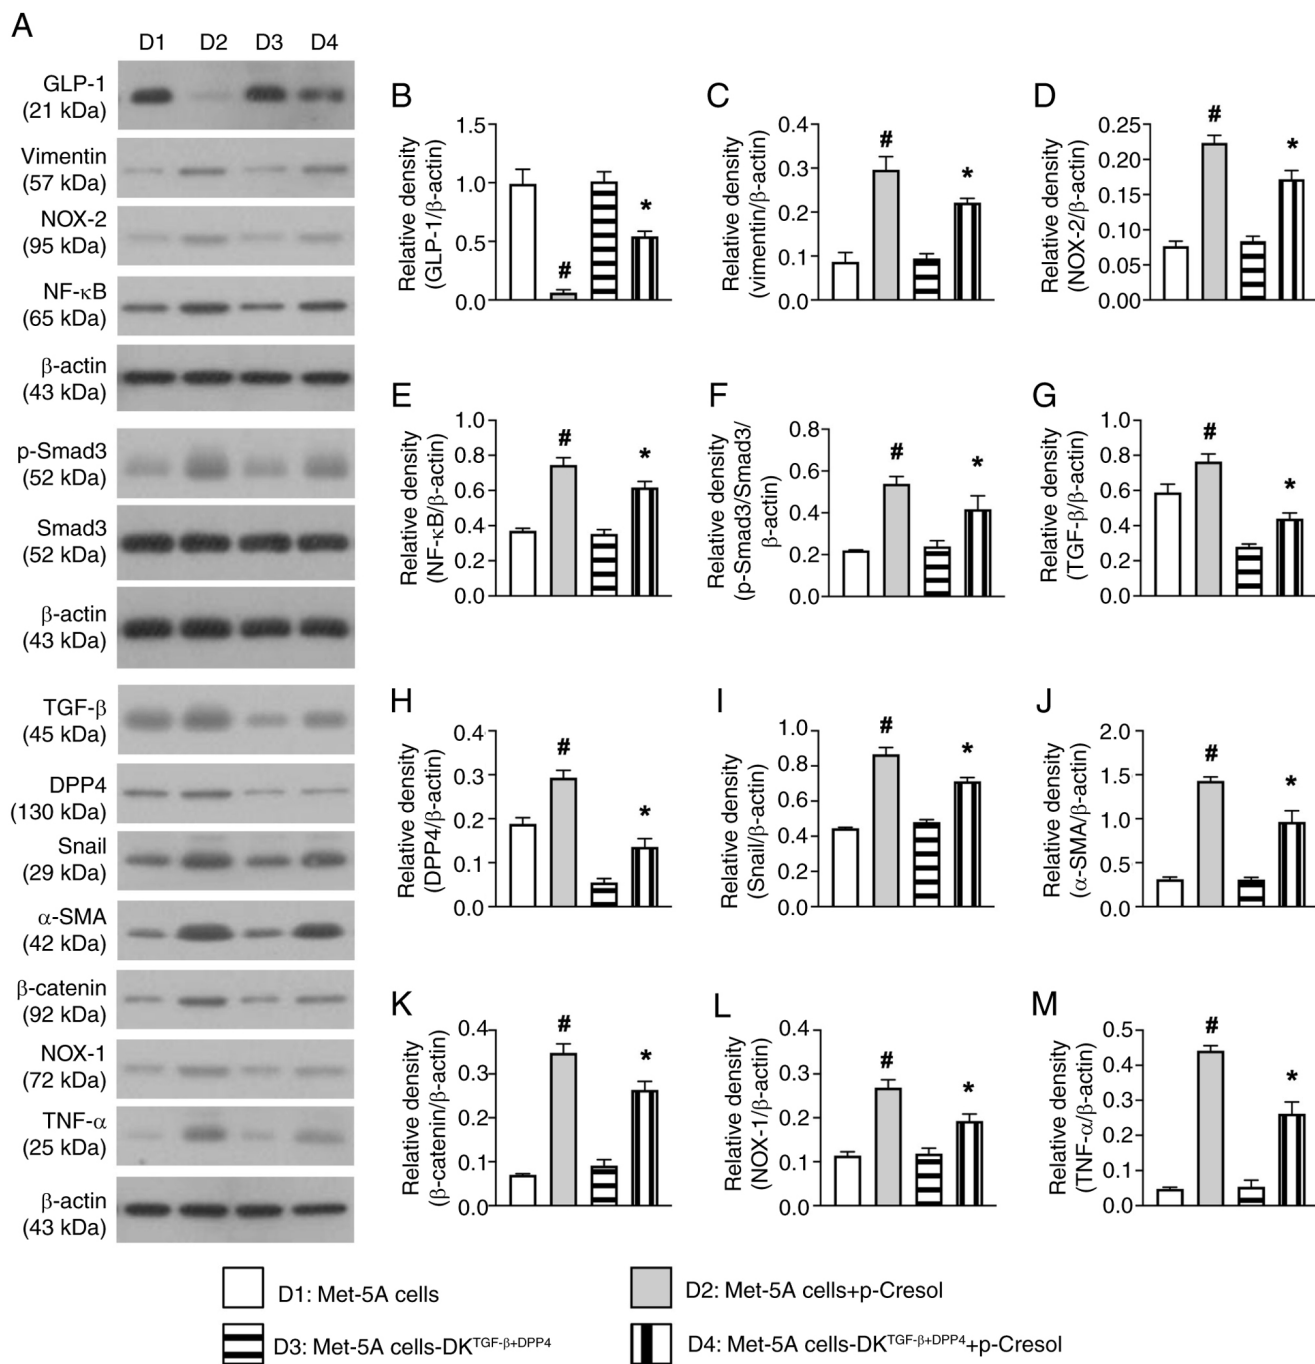 A
D1 D2 D3 D4
GLP-1
(21 kDa)
Vimentin
(57 kDa)
NOX-2
(95 kDa)
NF-κB
(65 kDa)
β-actin
(43 kDa)
p-Smad3
(52 kDa)
Smad3
(52 kDa)
β-actin
(43 kDa)
TGF-β
(45 kDa)
DPP4
(130 kDa)
Snail
(29 kDa)
α-SMA
(42 kDa)
β-catenin
(92 kDa)
NOX-1
(72 kDa)
TNF-α
(25 kDa)
β-actin
(43 kDa)
B
Relative density
(GLP-1/β-actin)
1.5
1.0
0.5
0.0
#
*
C
Relative density
(vimentin/β-actin)
0.4
0.3
0.2
0.1
0.0
#
*
D
Relative density
(NOX-2/β-actin)
0.25
0.20
0.15
0.10
0.05
0.00
#
*
E
Relative density
(NF-κB/β-actin)
1.0
0.8
0.6
0.4
0.2
0.0
#
*
F
Relative density
(p-Smad3/Smad3/
β-actin)
0.8
0.6
0.4
0.2
0.0
#
*
G
Relative density
(TGF-β/β-actin)
1.0
0.8
0.6
0.4
0.2
0.0
#
*
H
Relative density
(DPP4/β-actin)
0.4
0.3
0.2
0.1
0.0
#
*
I
Relative density
(Snail/β-actin)
1.0
0.8
0.6
0.4
0.2
0.0
#
*
J
Relative density
(α-SMA/β-actin)
2.0
1.5
1.0
0.5
0.0
#
*
K
Relative density
(β-catenin/β-actin)
0.4
0.3
0.2
0.1
0.0
#
*
L
Relative density
(NOX-1/β-actin)
0.4
0.3
0.2
0.1
0.0
#
*
M
Relative density
(TNF-α/β-actin)
0.5
0.4
0.3
0.2
0.1
0.0
#
*
D1: Met-5A cells
D2: Met-5A cells+p-Cresol
D3: Met-5A cells-DKTGF-β+DPP4
D4: Met-5A cells-DKTGF-β+DPP4+p-Cresol